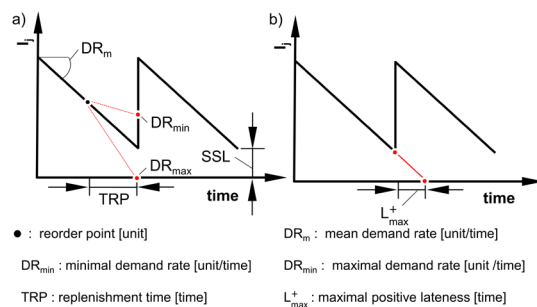 a)
I_j
DR_m
DR_min
DR_max
SSL
TRP
time
b)
L^+_max
time
● : reorder point [unit]
DR_m : mean demand rate [unit/time]
DR_min : minimal demand rate [unit/time]
DR_min : maximal demand rate [unit /time]
TRP : replenishment time [time]
L^+_max : maximal positive lateness [time]